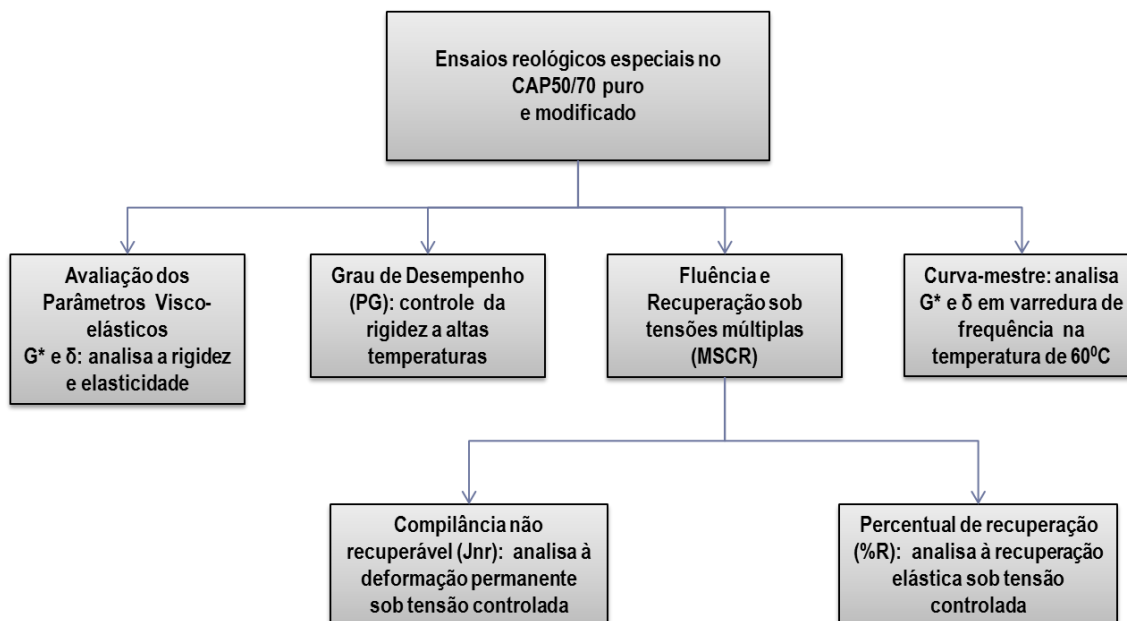 Ensaios reológicos especiais no
CAP50/70 puro
e modificado
Avaliação dos
Parâmetros Visco-
elásticos
G* e δ: analisa a rigidez
e elasticidade
Grau de Desempenho
(PG): controle da
rigidez a altas
temperaturas
Fluência e
Recuperação sob
tensões múltiplas
(MSCR)
Curva-mestre: analisa
G* e δ em varredura de
frequência na
temperatura de 60⁰C
Compilância não
recuperável (Jnr): analisa à
deformação permanente
sob tensão controlada
Percentual de recuperação
(%R): analisa à recuperação
elástica sob tensão
controlada